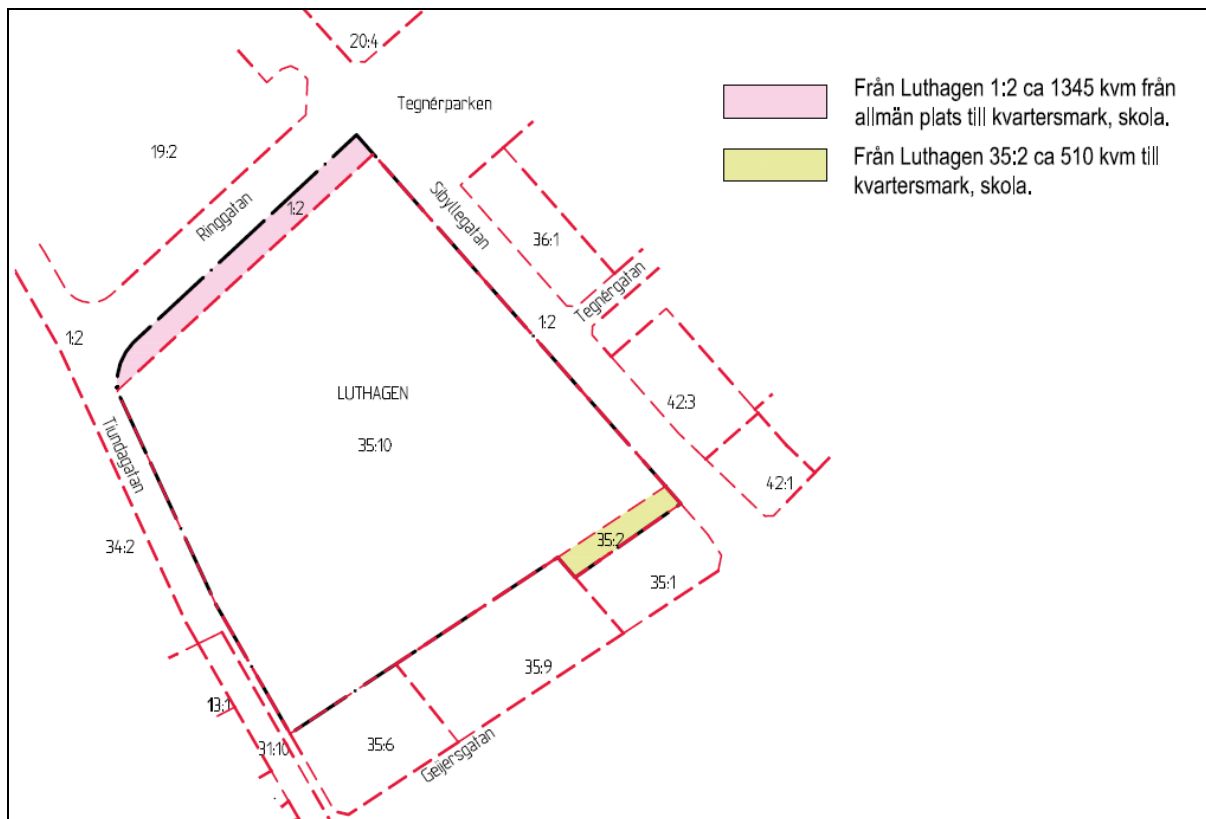 20:4
Tegnérparken
19:2
Ringgatan
1:2
Sibyllegatan
36:1
Tegnérgatan
1:2
1:2
LUTHAGEN
35:10
42:3
42:1
Tiundagatan
34:2
35:2
35:1
35:9
13:1
31:10
35:6
Geijersgatan
Från Luthagen 1:2 ca 1345 kvm från
allmän plats till kvartersmark, skola.
Från Luthagen 35:2 ca 510 kvm till
kvartersmark, skola.